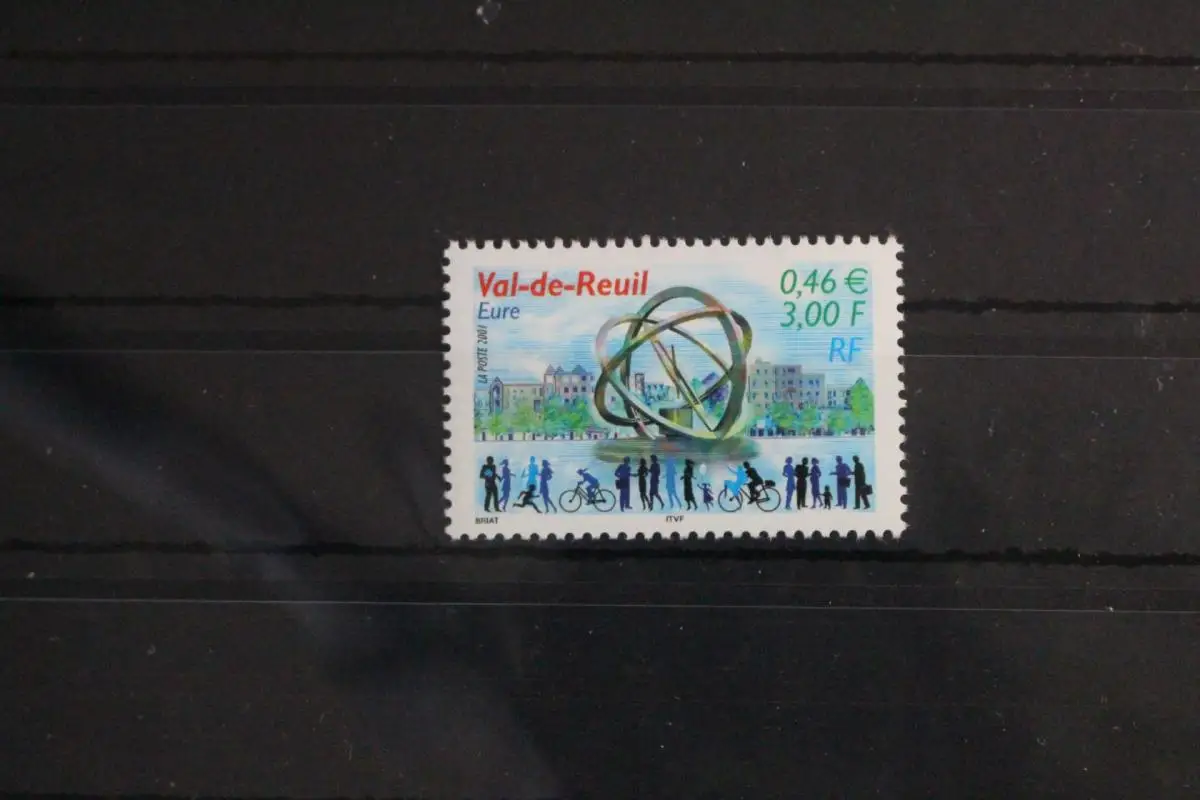 Val-de-Reuil
Eure
0,46 €
3,00 F
RF
LA POSTE 2001
BRIAT
ITVF